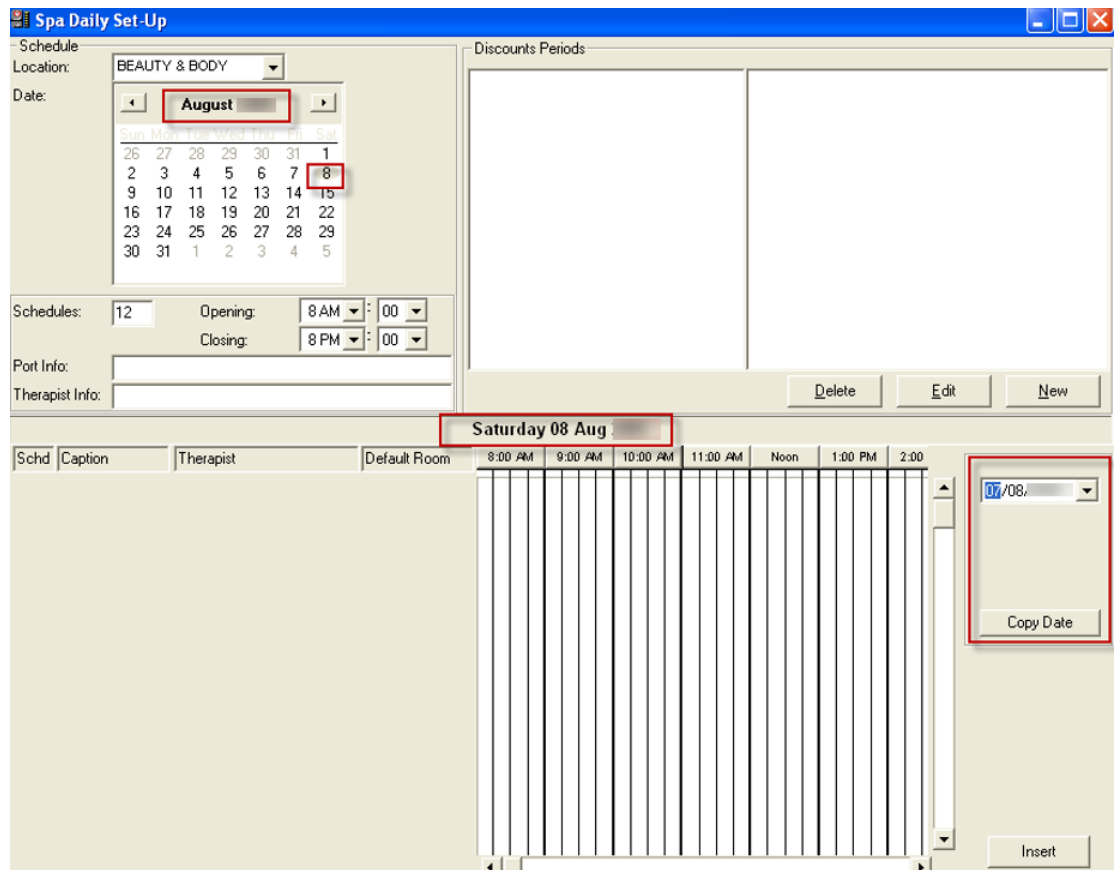 Spa Daily Set-Up
Schedule
Location: BEAUTY & BODY
Date:
August
Sun Mon Tue Wed Thu Fri Sat
26 27 28 29 30 31 1
2 3 4 5 6 7 8
9 10 11 12 13 14 15
16 17 18 19 20 21 22
23 24 25 26 27 28 29
30 31 1 2 3 4 5
Schedules: 12 Opening: 8 AM : 00
Closing: 8 PM : 00
Port Info:
Therapist Info:
Discounts Periods
Delete Edit New
Saturday 08 Aug
Schd Caption Therapist Default Room 8:00 AM 9:00 AM 10:00 AM 11:00 AM Noon 1:00 PM 2:00
07/08/
Copy Date
Insert